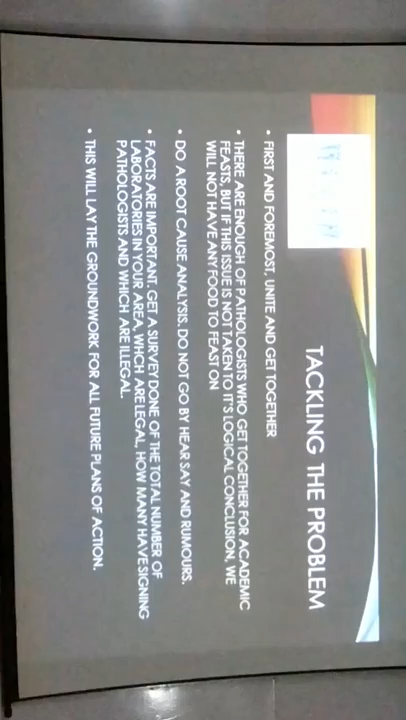 TACKLING THE PROBLEM
• FIRST AND FOREMOST, UNITE AND GET TOGETHER
• THERE ARE ENOUGH OF PATHOLOGISTS WHO GET TOGETHER FOR ACADEMIC
FEASTS, BUT IF THIS ISSUE IS NOT TAKEN TO IT'S LOGICAL CONCLUSION, WE
WILL NOT HAVE ANY FOOD TO FEAST ON
• DO A ROOT CAUSE ANALYSIS. DO NOT GO BY HEARSAY AND RUMOURS.
• FACTS ARE IMPORTANT. GET A SURVEY DONE OF THE TOTAL NUMBER OF
LABORATORIES IN YOUR AREA, WHCH ARE LEGAL, HOW MANY HAVE SIGNING
PATHOLOGISTS AND WHICH ARE ILLEGAL.
• THIS WILL LAY THE GROUNDWORK FOR ALL FUTURE PLANS OF ACTION.